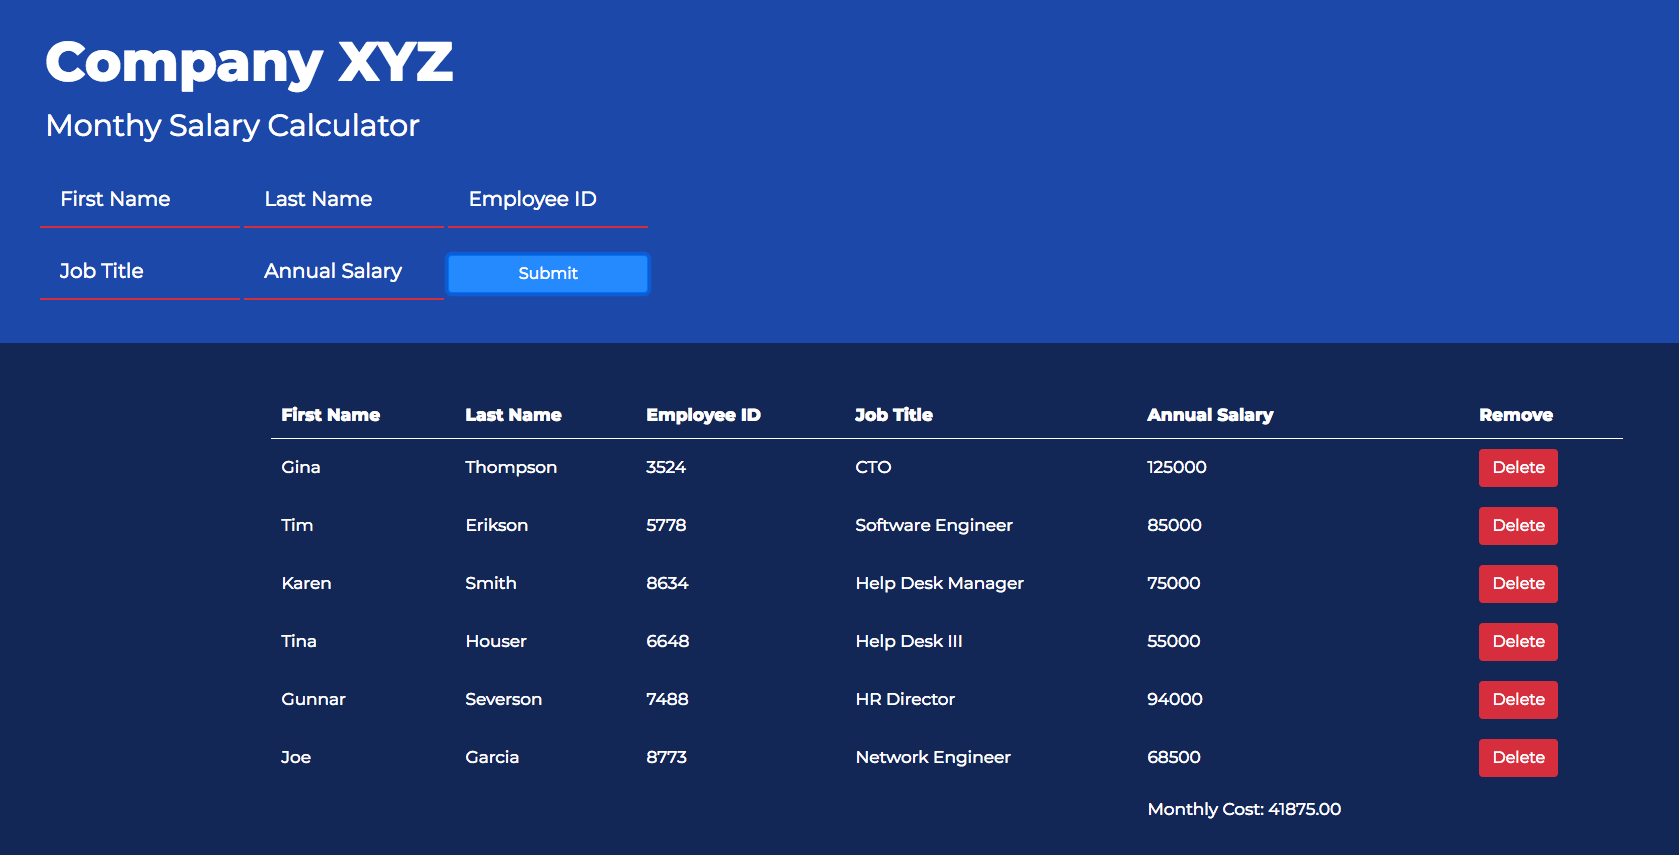 Company XYZ
Monthy Salary Calculator
First Name Last Name Employee ID
Job Title Annual Salary Submit
First Name Last Name Employee ID Job Title Annual Salary Remove
Gina Thompson 3524 CTO 125000 Delete
Tim Erikson 5778 Software Engineer 85000 Delete
Karen Smith 8634 Help Desk Manager 75000 Delete
Tina Houser 6648 Help Desk III 55000 Delete
Gunnar Severson 7488 HR Director 94000 Delete
Joe Garcia 8773 Network Engineer 68500 Delete
Monthly Cost: 41875.00